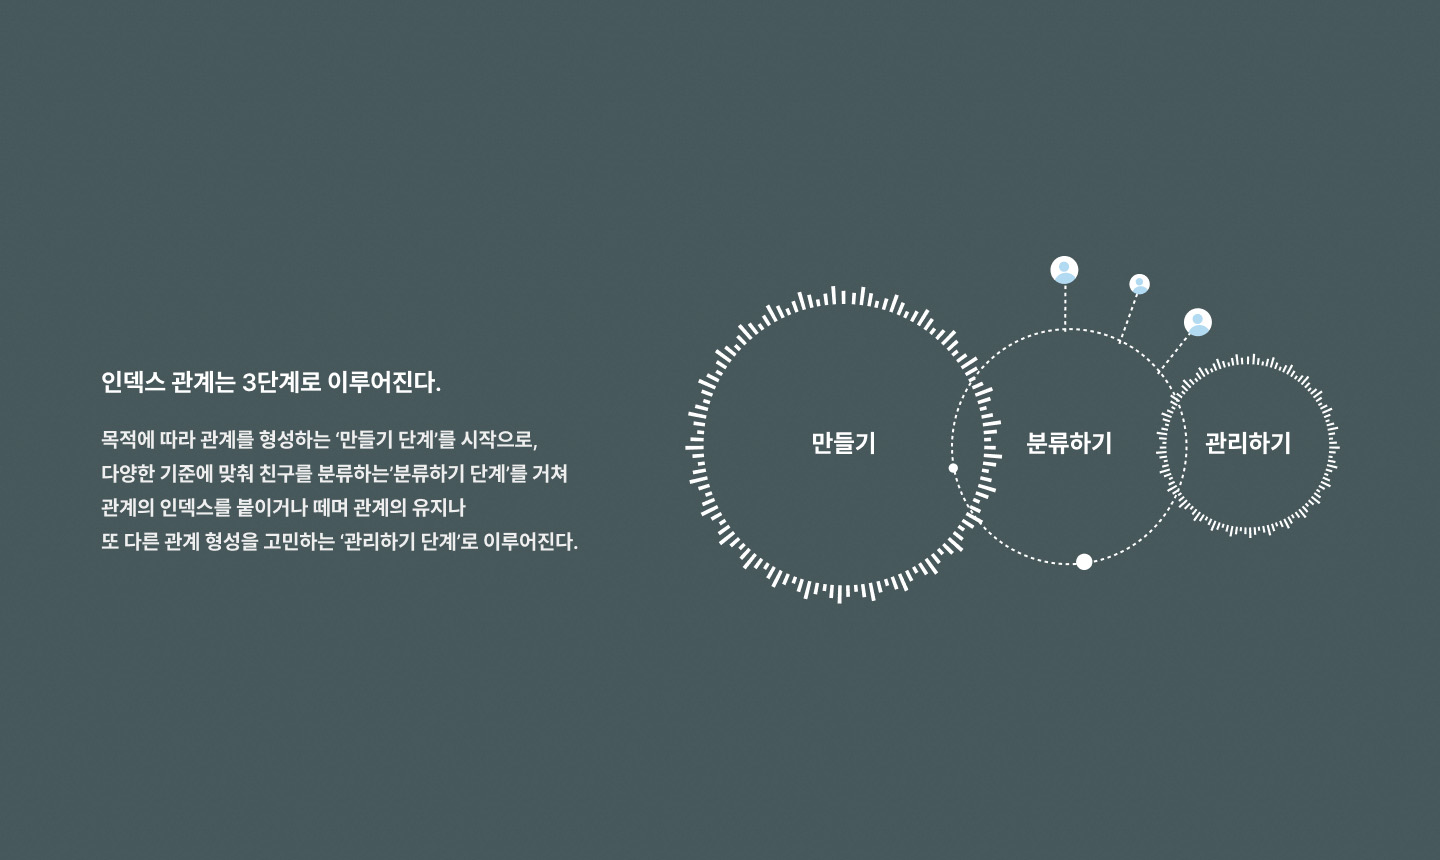 인덱스 관계는 3단계로 이루어진다.
목적에 따라 관계를 형성하는 ‘만들기 단계’를 시작으로,
다양한 기준에 맞춰 친구를 분류하는’분류하기 단계’를 거쳐
관계의 인덱스를 붙이거나 떼며 관계의 유지나
또 다른 관계 형성을 고민하는 ‘관리하기 단계’로 이루어진다.
만들기
분류하기
관리하기